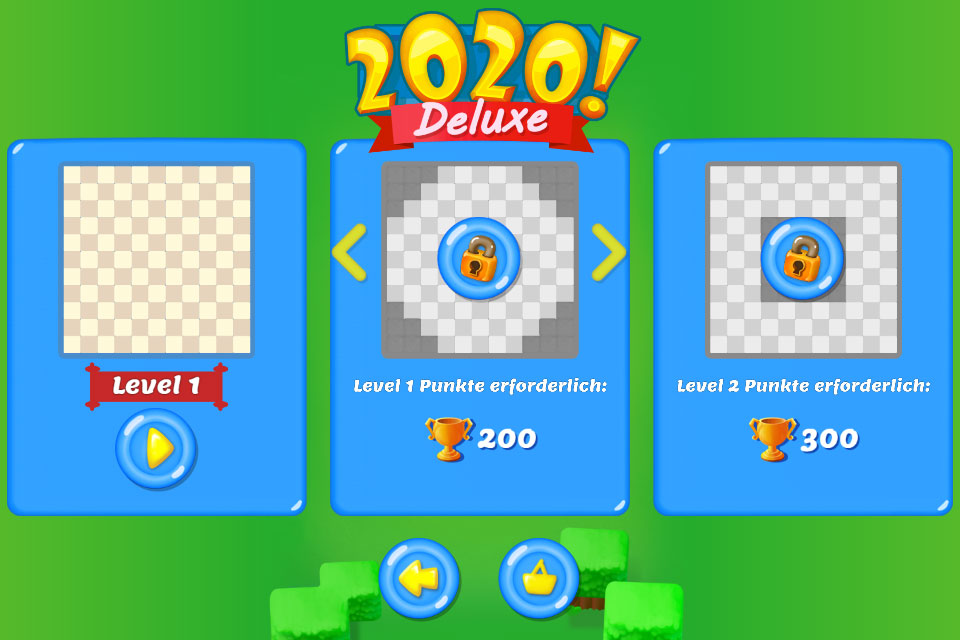 2020!
Deluxe
Level 1
Level 1 Punkte erforderlich:
200
Level 2 Punkte erforderlich:
300